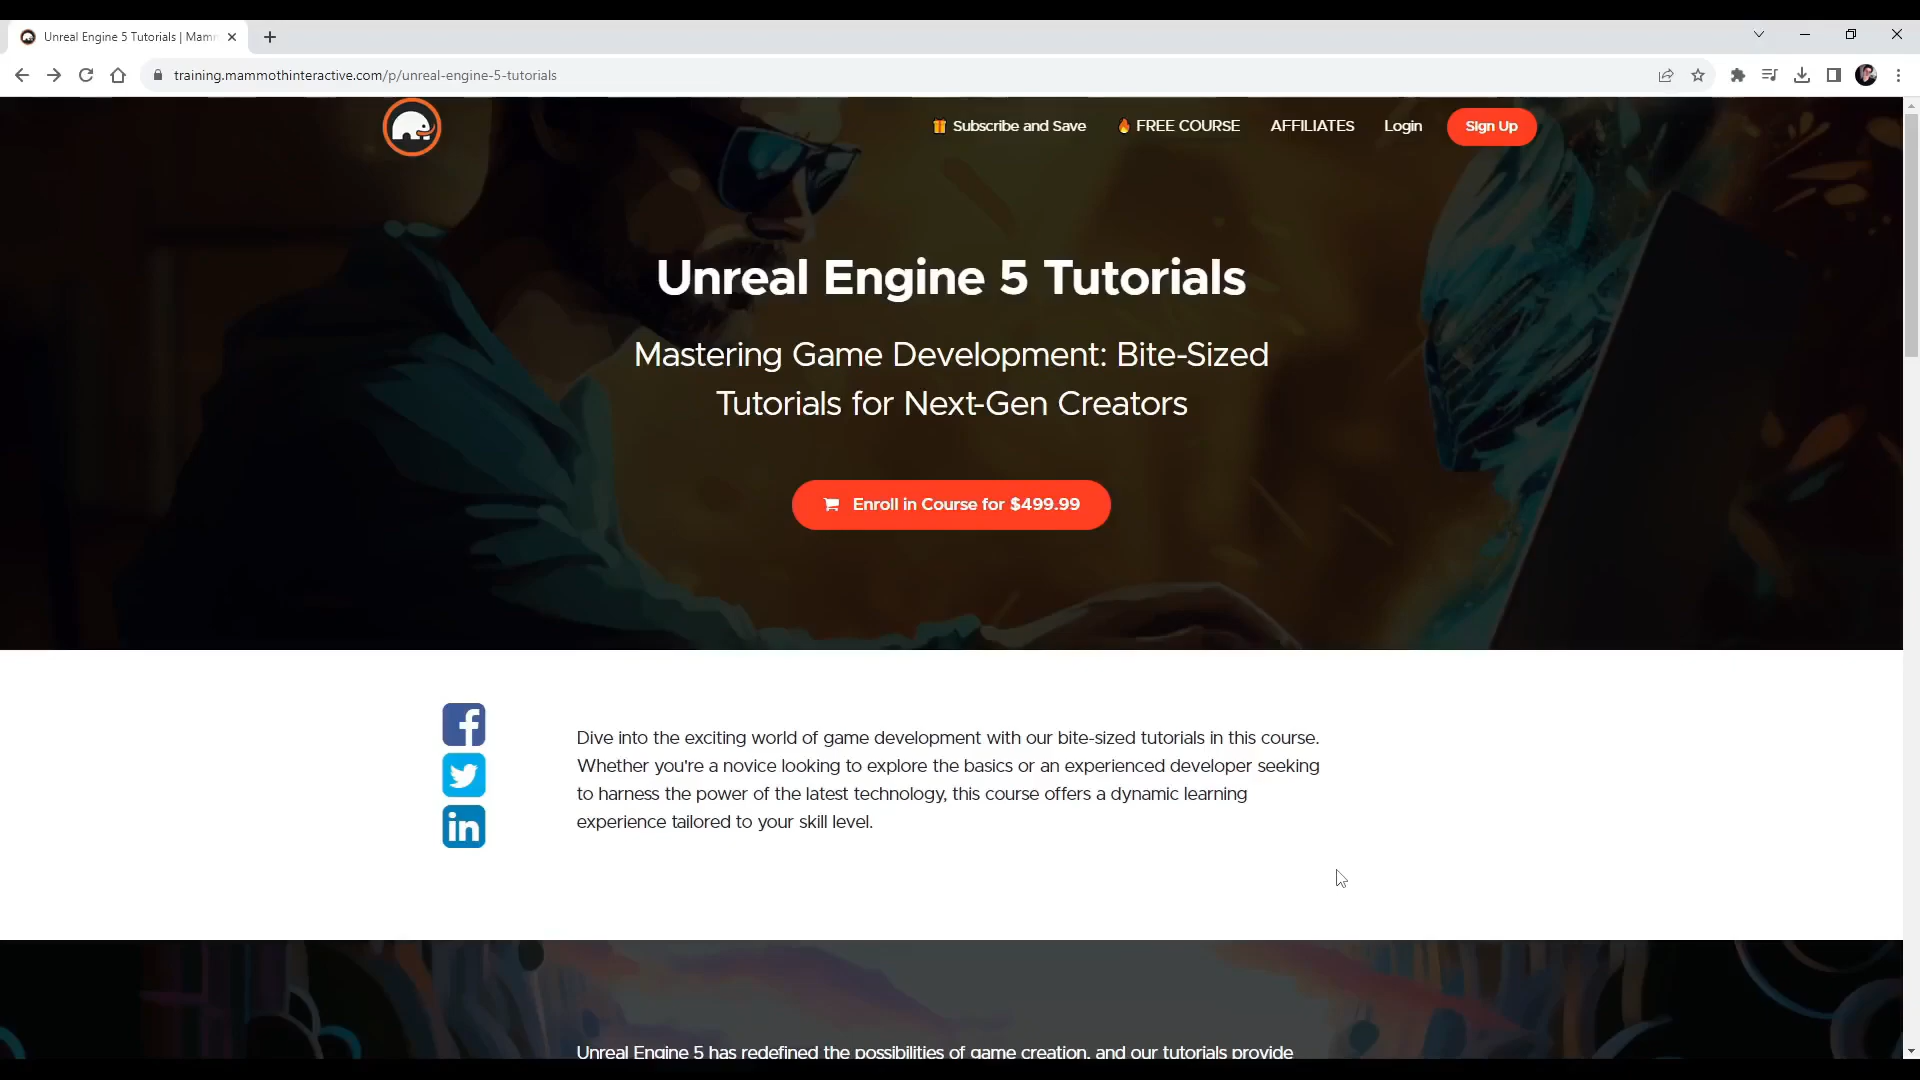 Unreal Engine 5 Tutorials | Mam
training.mammothinteractive.com/p/unreal-engine-5-tutorials
Subscribe and Save
FREE COURSE
AFFILIATES
Login
Sign Up
Unreal Engine 5 Tutorials
Mastering Game Development: Bite-Sized
Tutorials for Next-Gen Creators
Enroll in Course for $499.99
Dive into the exciting world of game development with our bite-sized tutorials in this course.
Whether you're a novice looking to explore the basics or an experienced developer seeking
to harness the power of the latest technology, this course offers a dynamic learning
experience tailored to your skill level.
Unreal Engine 5 has redefined the possibilities of game creation, and our tutorials provide